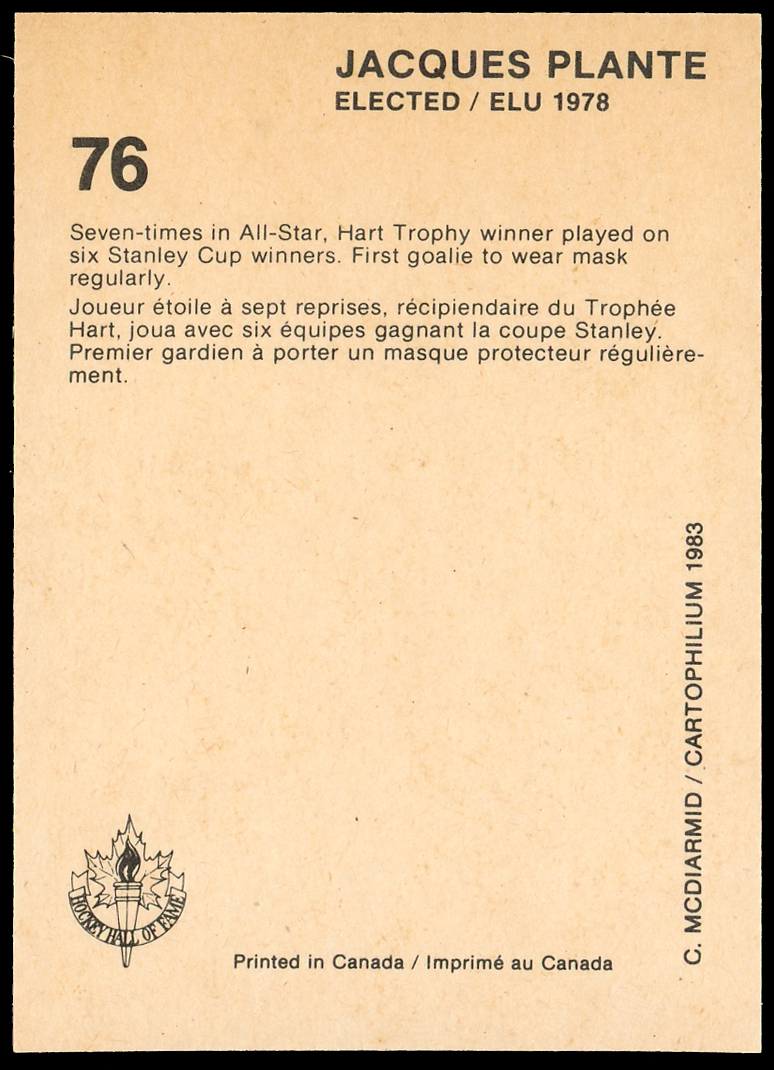 JACQUES PLANTE
ELECTED / ELU 1978
76
Seven-times in All-Star, Hart Trophy winner played on
six Stanley Cup winners. First goalie to wear mask
regularly.
Joueur étoile à sept reprises, récipiendaire du Trophée
Hart, joua avec six équipes gagnant la coupe Stanley.
Premier gardien à porter un masque protecteur régulière-
ment.
C. MCDIARMID / CARTOPHILIUM 1983
HOCKEY HALL OF FAME
Printed in Canada / Imprimé au Canada